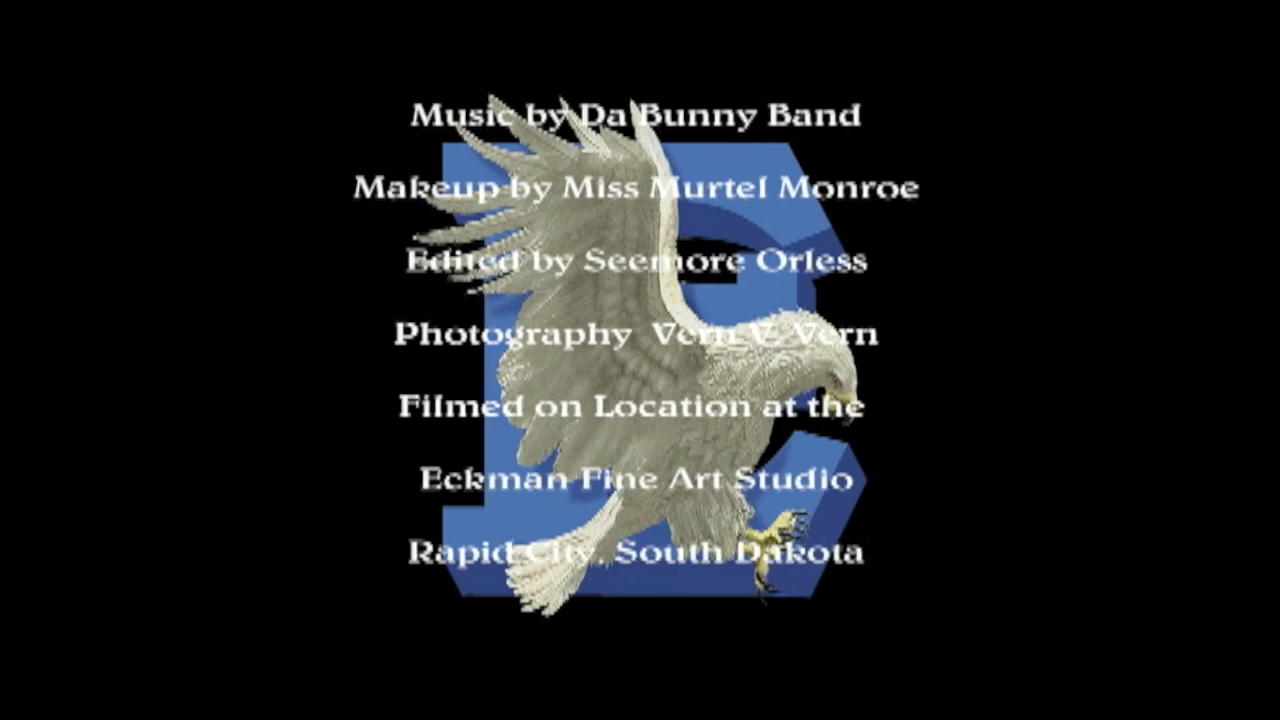 Music by Da Bunny Band
Makeup by Miss Murtel Monroe
Edited by Seemore Orless
Photography Vern V. Vern
Filmed on Location at the
Eckman Fine Art Studio
Rapid City, South Dakota